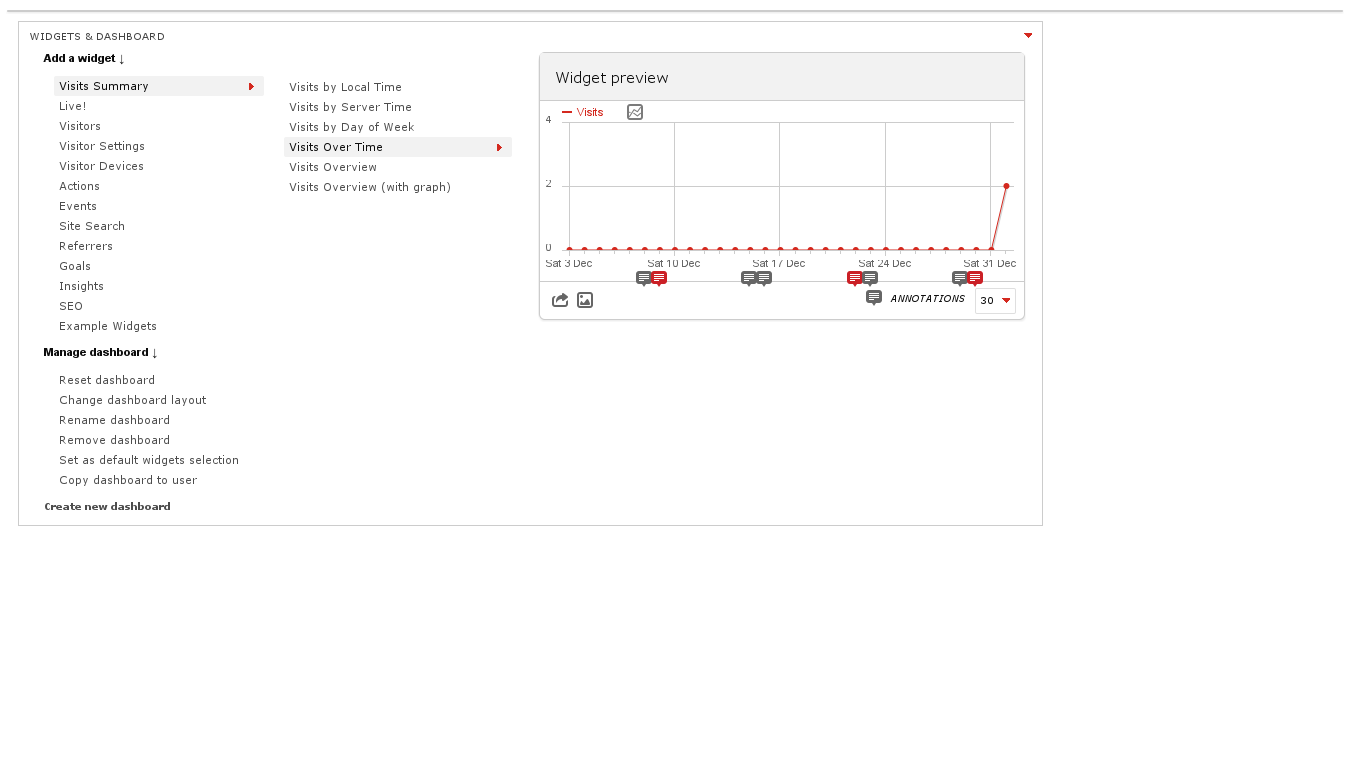 WIDGETS & DASHBOARD
Add a widget ↓
Visits Summary
Live!
Visitors
Visitor Settings
Visitor Devices
Actions
Events
Site Search
Referrers
Goals
Insights
SEO
Example Widgets
Manage dashboard ↓
Reset dashboard
Change dashboard layout
Rename dashboard
Remove dashboard
Set as default widgets selection
Copy dashboard to user
Create new dashboard
Visits by Local Time
Visits by Server Time
Visits by Day of Week
Visits Over Time
Visits Overview
Visits Overview (with graph)
Widget preview
Visits
4
2
0
Sat 3 Dec Sat 10 Dec Sat 17 Dec Sat 24 Dec Sat 31 Dec
ANNOTATIONS 30